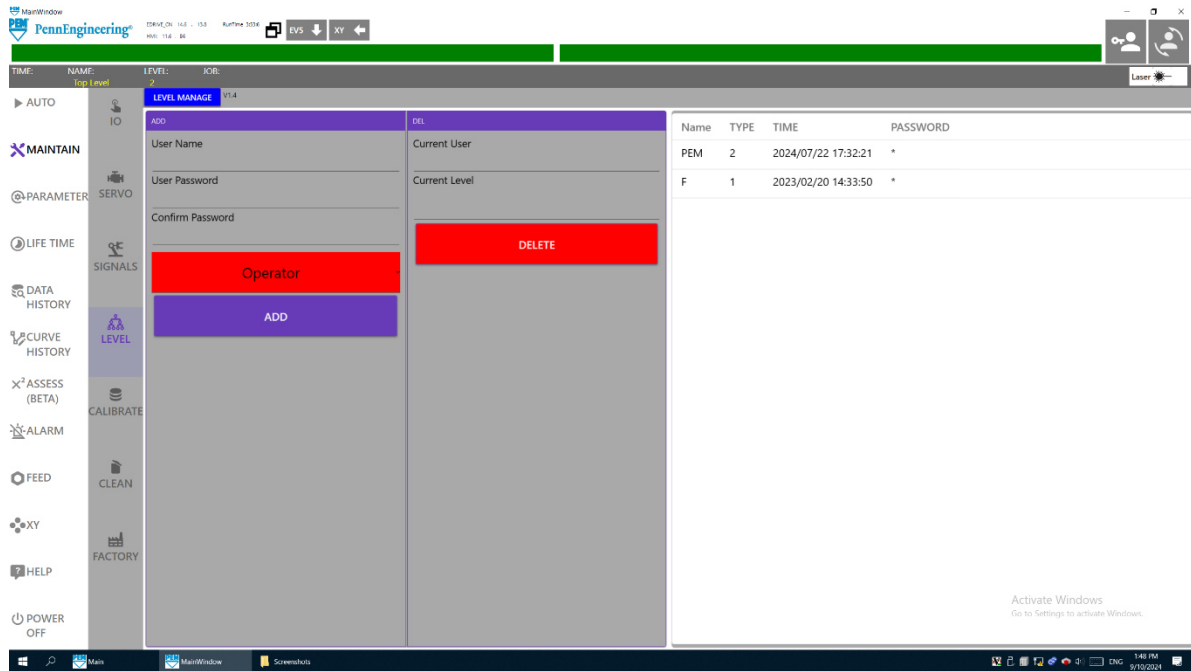 MainWindow
PEM PennEngineering®
EVS XY
TIME: NAME: LEVEL: JOB:
Top Level 2
Laser
LEVEL MANAGE V1.4
AUTO
MAINTAIN
PARAMETER
LIFE TIME
DATA
HISTORY
CURVE
HISTORY
X² ASSESS
(BETA)
ALARM
FEED
XY
HELP
POWER
OFF
IO
SERVO
SIGNALS
LEVEL
CALIBRATE
CLEAN
FACTORY
ADD
User Name
User Password
Confirm Password
Operator
ADD
DEL
Current User
Current Level
DELETE
Name TYPE TIME PASSWORD
PEM 2 2024/07/22 17:32:21 *
F 1 2023/02/20 14:33:50 *
Activate Windows
Go to Settings to activate Windows.
Main MainWindow Screenshots
ENG 1:48 PM
9/10/2024